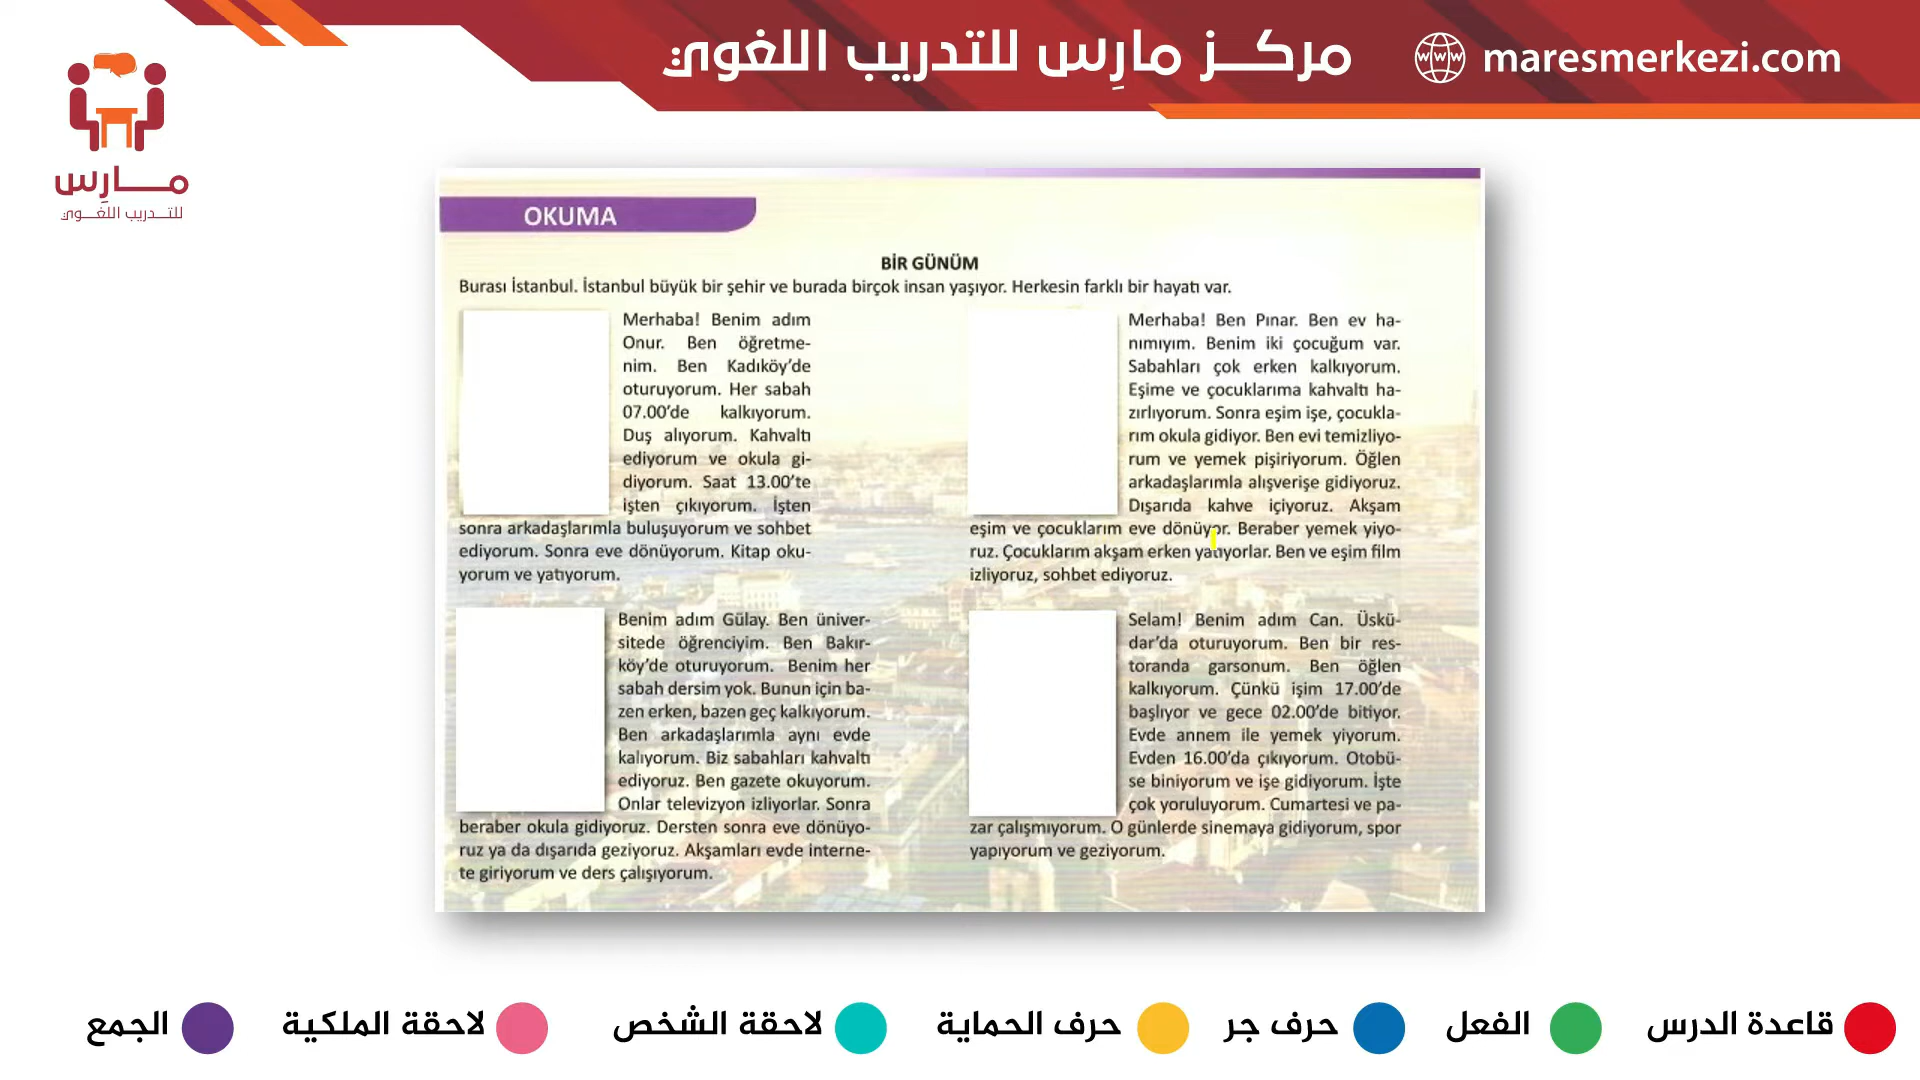 مركـــز مارِس للتدريب اللغوي
maresmerkezi.com
مـــارِس
للتـــدريب اللغـــوي
OKUMA
BİR GÜNÜM
Burası İstanbul. İstanbul büyük bir şehir ve burada birçok insan yaşıyor. Herkesin farklı bir hayatı var.
Merhaba! Benim adım
Onur. Ben öğretme-
nim. Ben Kadıköy'de
oturuyorum. Her sabah
07.00'de kalkıyorum.
Duş alıyorum. Kahvaltı
ediyorum ve okula gi-
diyorum. Saat 13.00'te
işten çıkıyorum. İşten
sonra arkadaşlarımla buluşuyorum ve sohbet
ediyorum. Sonra eve dönüyorum. Kitap oku-
yorum ve yatıyorum.
Merhaba! Ben Pınar. Ben ev ha-
nımıyım. Benim iki çocuğum var.
Sabahları çok erken kalkıyorum.
Eşime ve çocuklarıma kahvaltı ha-
zırlıyorum. Sonra eşim işe, çocukla-
rım okula gidiyor. Ben evi temizliyo-
rum ve yemek pişiriyorum. Öğlen
arkadaşlarımla alışverişe gidiyoruz.
Dışarıda kahve içiyoruz. Akşam
eşim ve çocuklarım eve dönüyor. Beraber yemek yiyo-
ruz. Çocuklarım akşam erken yatıyorlar. Ben ve eşim film
izliyoruz, sohbet ediyoruz.
Benim adım Gülay. Ben üniver-
sitede öğrenciyim. Ben Bakır-
köy'de oturuyorum. Benim her
sabah dersim yok. Bunun için ba-
zen erken, bazen geç kalkıyorum.
Ben arkadaşlarımla aynı evde
kalıyorum. Biz sabahları kahvaltı
ediyoruz. Ben gazete okuyorum.
Onlar televizyon izliyorlar. Sonra
beraber okula gidiyoruz. Dersten sonra eve dönüyo-
ruz ya da dışarıda geziyoruz. Akşamları evde interne-
te giriyorum ve ders çalışıyorum.
Selam! Benim adım Can. Üskü-
dar'da oturuyorum. Ben bir res-
toranda garsonum. Ben öğlen
kalkıyorum. Çünkü işim 17.00'de
başlıyor ve gece 02.00'de bitiyor.
Evde annem ile yemek yiyorum.
Evden 16.00'da çıkıyorum. Otobü-
se biniyorum ve işe gidiyorum. İşte
çok yoruluyorum. Cumartesi ve pa-
zar çalışmıyorum. O günlerde sinemaya gidiyorum, spor
yapıyorum ve geziyorum.
قاعدة الدرس
الفعل
حرف جر
حرف الحماية
لاحقة الشخص
لاحقة الملكية
الجمع